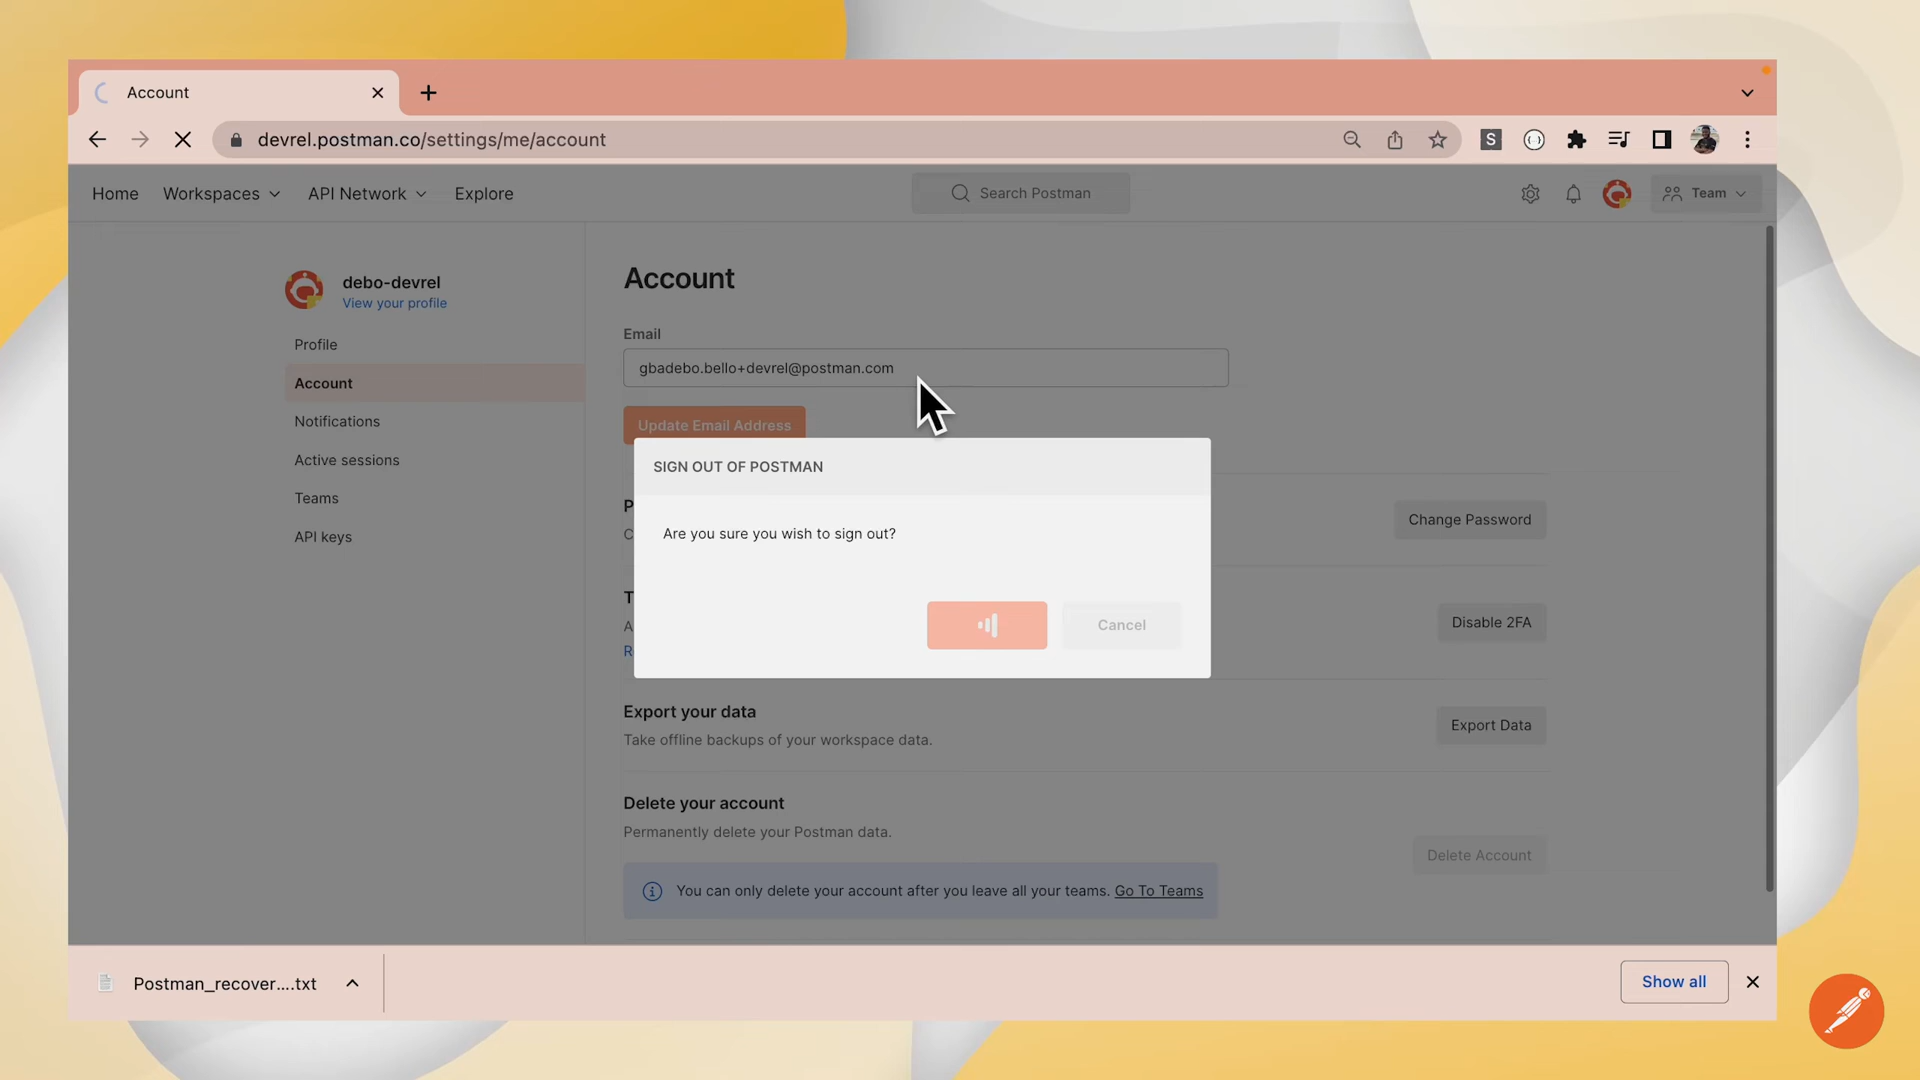 Account
devrel.postman.co/settings/me/account
S
Home
Workspaces
API Network
Explore
Search Postman
Team
debo-devrel
View your profile
Profile
Account
Notifications
Active sessions
Teams
API keys
Account
Email
gbadebo.bello+devrel@postman.com
Update Email Address
SIGN OUT OF POSTMAN
Are you sure you wish to sign out?
Cancel
Change Password
Disable 2FA
Export your data
Take offline backups of your workspace data.
Export Data
Delete your account
Permanently delete your Postman data.
Delete Account
You can only delete your account after you leave all your teams. Go To Teams
Postman_recover....txt
Show all